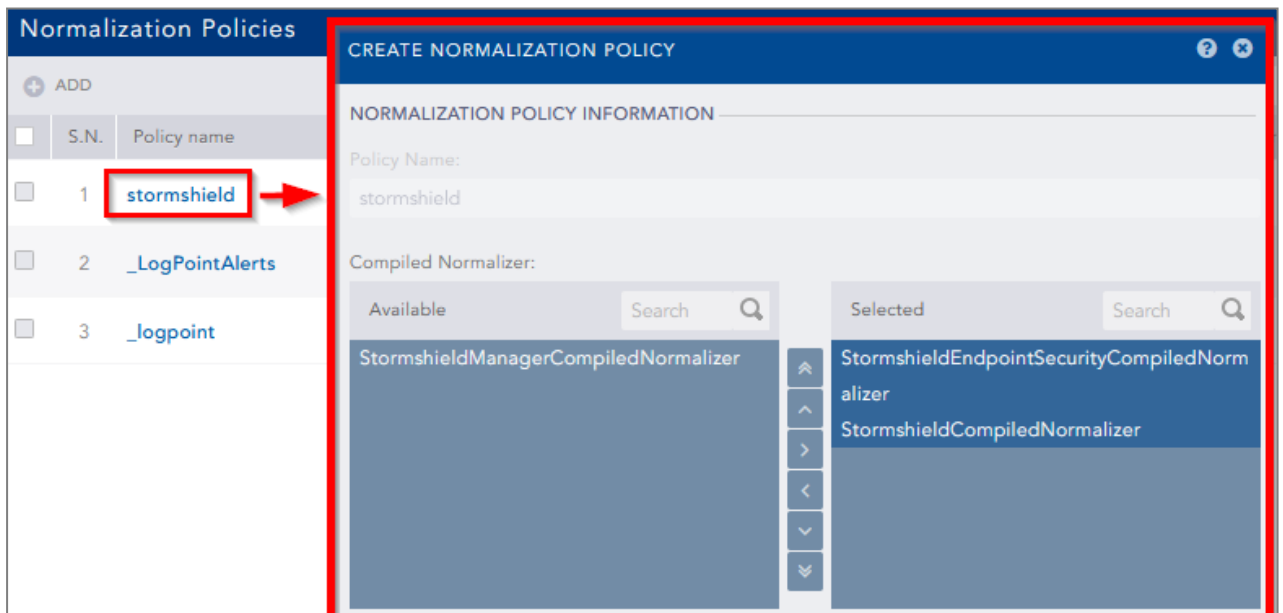 Normalization Policies
ADD
S.N. Policy name
1 stormshield
2 _LogPointAlerts
3 _logpoint
CREATE NORMALIZATION POLICY
NORMALIZATION POLICY INFORMATION
Policy Name:
stormshield
Compiled Normalizer:
Available Search
StormshieldManagerCompiledNormalizer
Selected Search
StormshieldEndpointSecurityCompiledNorm
alizer
StormshieldCompiledNormalizer